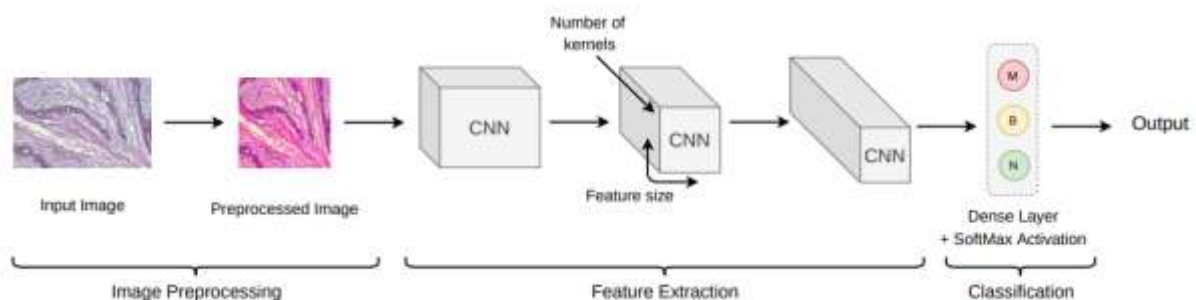 Number of
kernels
CNN
CNN
CNN
M
B
N
Output
Feature size
Input Image
Preprocessed Image
Dense Layer
+ SoftMax Activation
Image Preprocessing
Feature Extraction
Classification